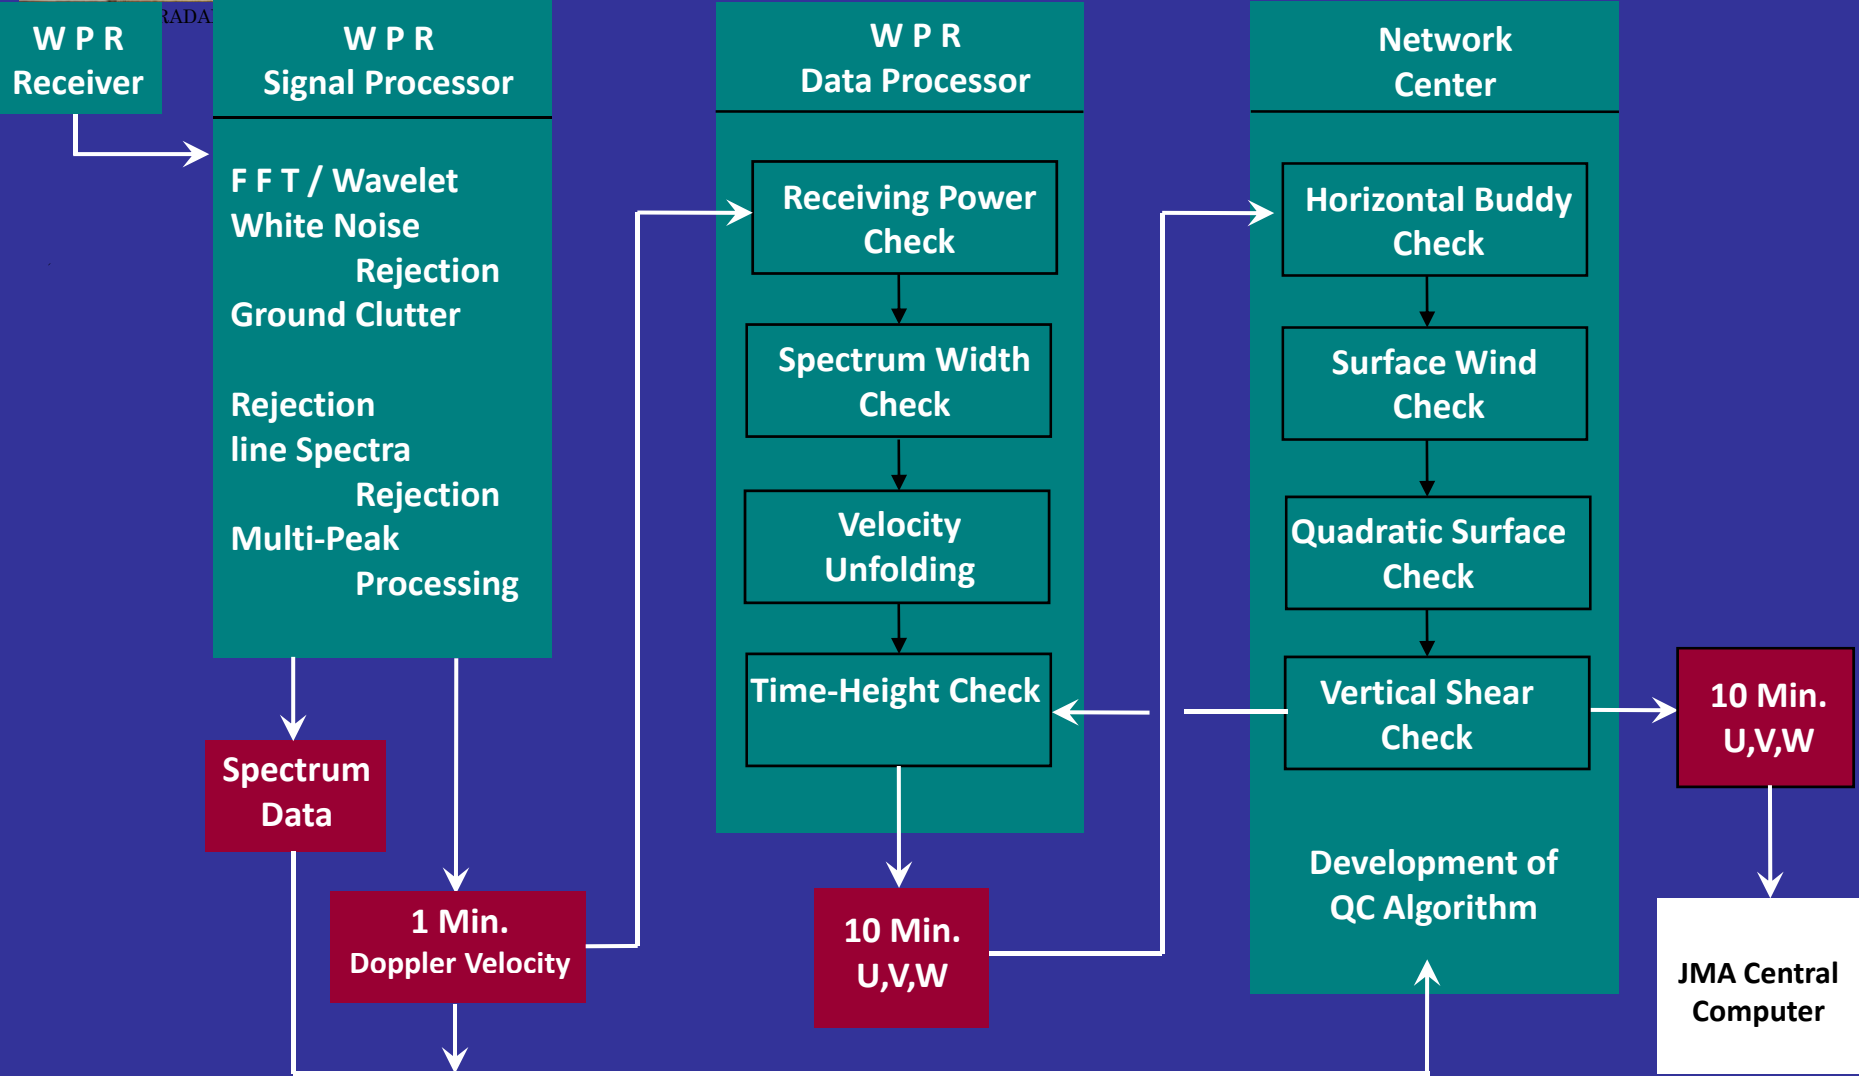 W P R
Receiver
W P R
Signal Processor
F F T / Wavelet
White Noise
Rejection
Ground Clutter
Rejection
line Spectra
Rejection
Multi-Peak
Processing
Spectrum
Data
1 Min.
Doppler Velocity
W P R
Data Processor
Receiving Power
Check
Spectrum Width
Check
Velocity
Unfolding
Time-Height Check
10 Min.
U,V,W
Network
Center
Horizontal Buddy
Check
Surface Wind
Check
Quadratic Surface
Check
Vertical Shear
Check
Development of
QC Algorithm
10 Min.
U,V,W
JMA Central
Computer